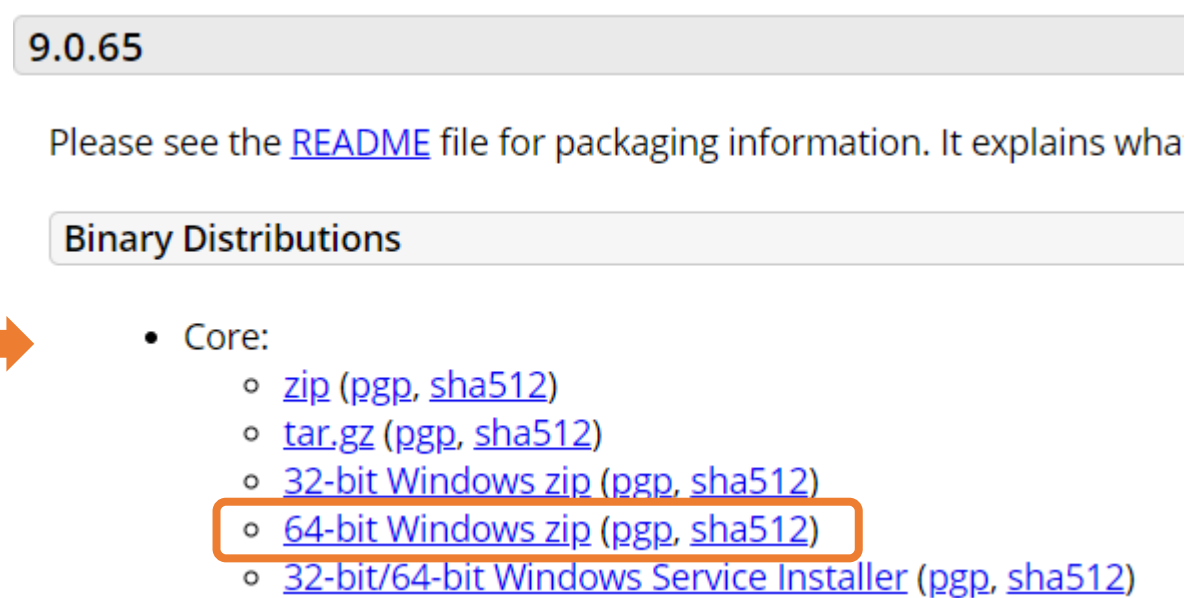 9.0.65
Please see the README file for packaging information. It explains wha
Binary Distributions
• Core:
○ zip (pgp, sha512)
○ tar.gz (pgp, sha512)
○ 32-bit Windows zip (pgp, sha512)
○ 64-bit Windows zip (pgp, sha512)
○ 32-bit/64-bit Windows Service Installer (pgp, sha512)